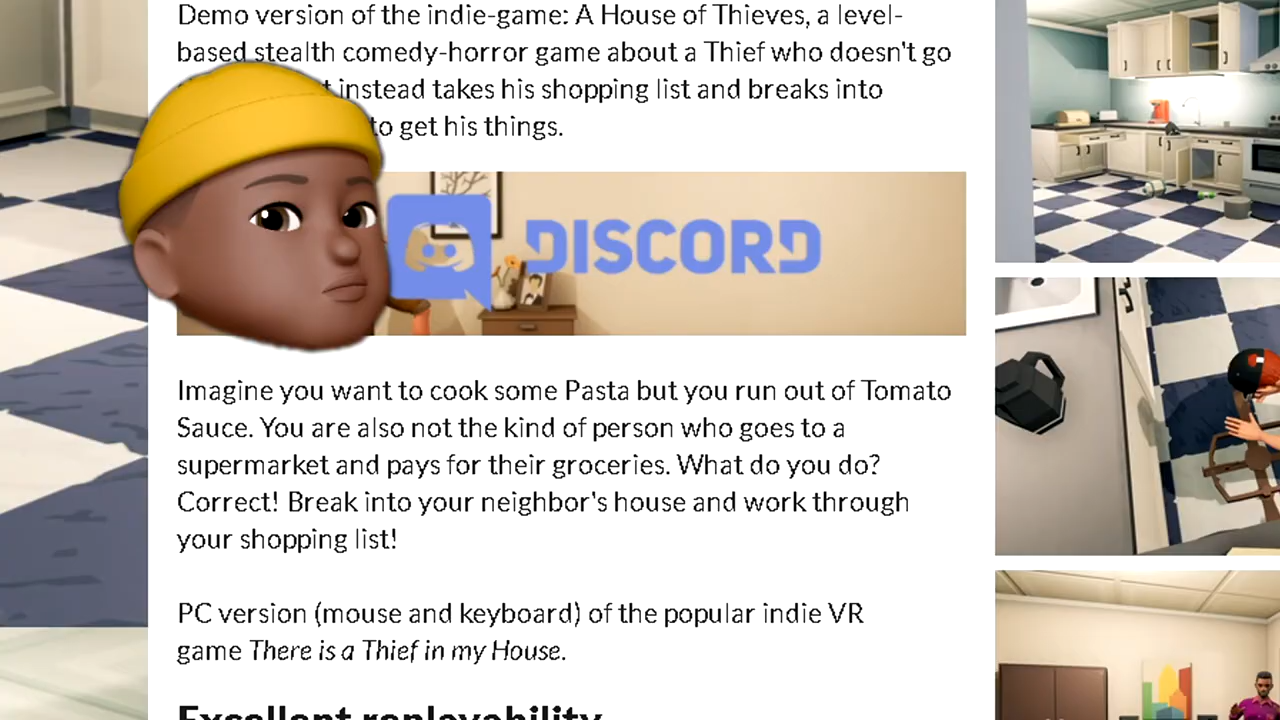 Demo version of the indie-game: A House of Thieves, a level-
based stealth comedy-horror game about a Thief who doesn't go
instead takes his shopping list and breaks into
to get his things.
DISCORD
Imagine you want to cook some Pasta but you run out of Tomato
Sauce. You are also not the kind of person who goes to a
supermarket and pays for their groceries. What do you do?
Correct! Break into your neighbor's house and work through
your shopping list!
PC version (mouse and keyboard) of the popular indie VR
game There is a Thief in my House.
Excellent replayability